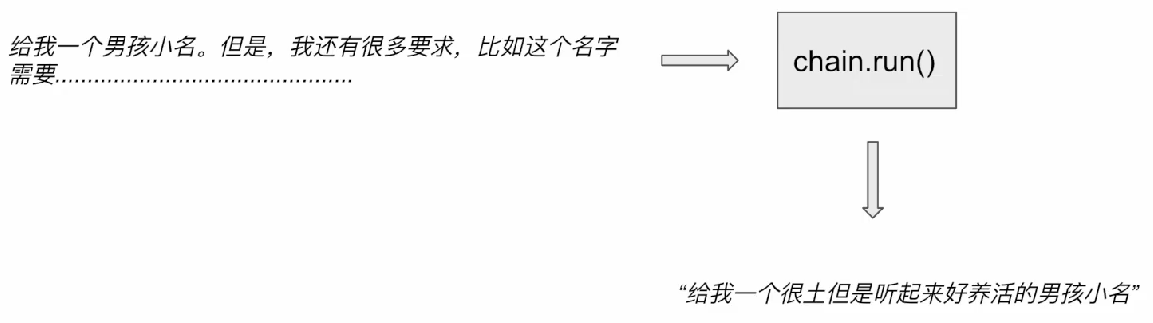 给我一个男孩小名。但是，我还有很多要求，比如这个名字
需要..............................................
chain.run()
“给我一个很土但是听起来好养活的男孩小名”